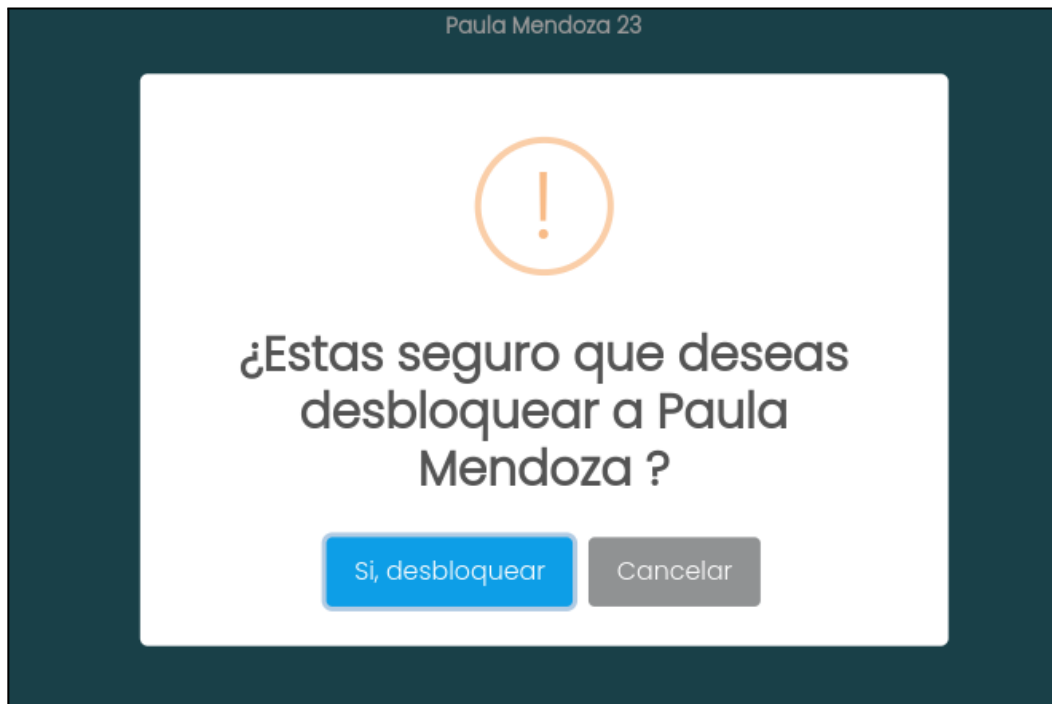 Paula Mendoza 23
!
¿Estas seguro que deseas
desbloquear a Paula
Mendoza ?
Si, desbloquear
Cancelar